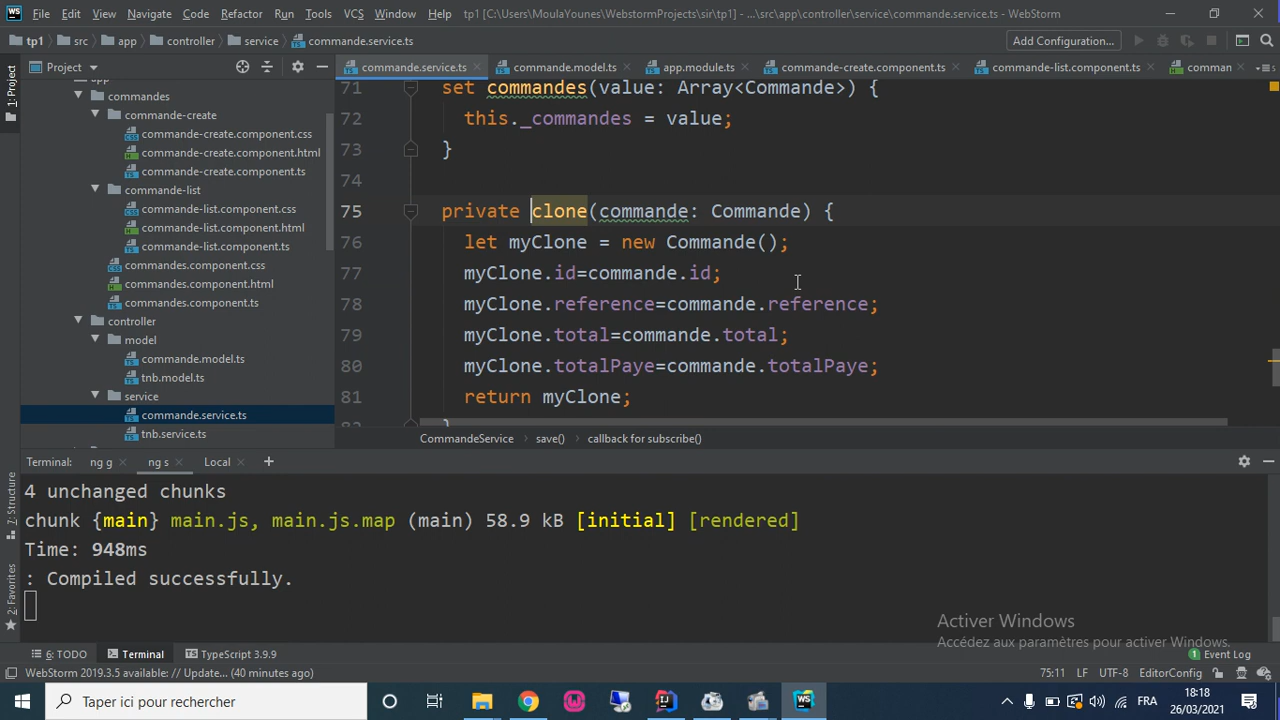 File Edit View Navigate Code Refactor Run Tools VCS Window Help tp1 [C:\Users\MoulaYounes\WebstormProjects\sir\tp1] - ...\src\app\controller\service\commande.service.ts - WebStorm
tp1 src app controller service commande.service.ts Add Configuration...
1: Project
Project
commande.service.ts commande.model.ts app.module.ts commande-create.component.ts commande-list.component.ts comman
app
commandes
commande-create
commande-create.component.css
commande-create.component.html
commande-create.component.ts
commande-list
commande-list.component.css
commande-list.component.html
commande-list.component.ts
commandes.component.css
commandes.component.html
commandes.component.ts
controller
model
commande.model.ts
tnb.model.ts
service
commande.service.ts
tnb.service.ts
71 set commandes(value: Array<Commande>) {
72 this._commandes = value;
73 }
74
75 private clone(commande: Commande) {
76 let myClone = new Commande();
77 myClone.id=commande.id;
78 myClone.reference=commande.reference;
79 myClone.total=commande.total;
80 myClone.totalPaye=commande.totalPaye;
81 return myClone;
82 }
CommandeService save() callback for subscribe()
Terminal: ng g ng s Local +
7: Structure
2: Favorites
4 unchanged chunks
chunk {main} main.js, main.js.map (main) 58.9 kB [initial] [rendered]
Time: 948ms
: Compiled successfully.
Activer Windows
Accédez aux paramètres pour activer Windows.
6: TODO Terminal TypeScript 3.9.9 1 Event Log
WebStorm 2019.3.5 available: // Update... (40 minutes ago) 75:11 LF UTF-8 EditorConfig
Taper ici pour rechercher FRA 18:18
26/03/2021